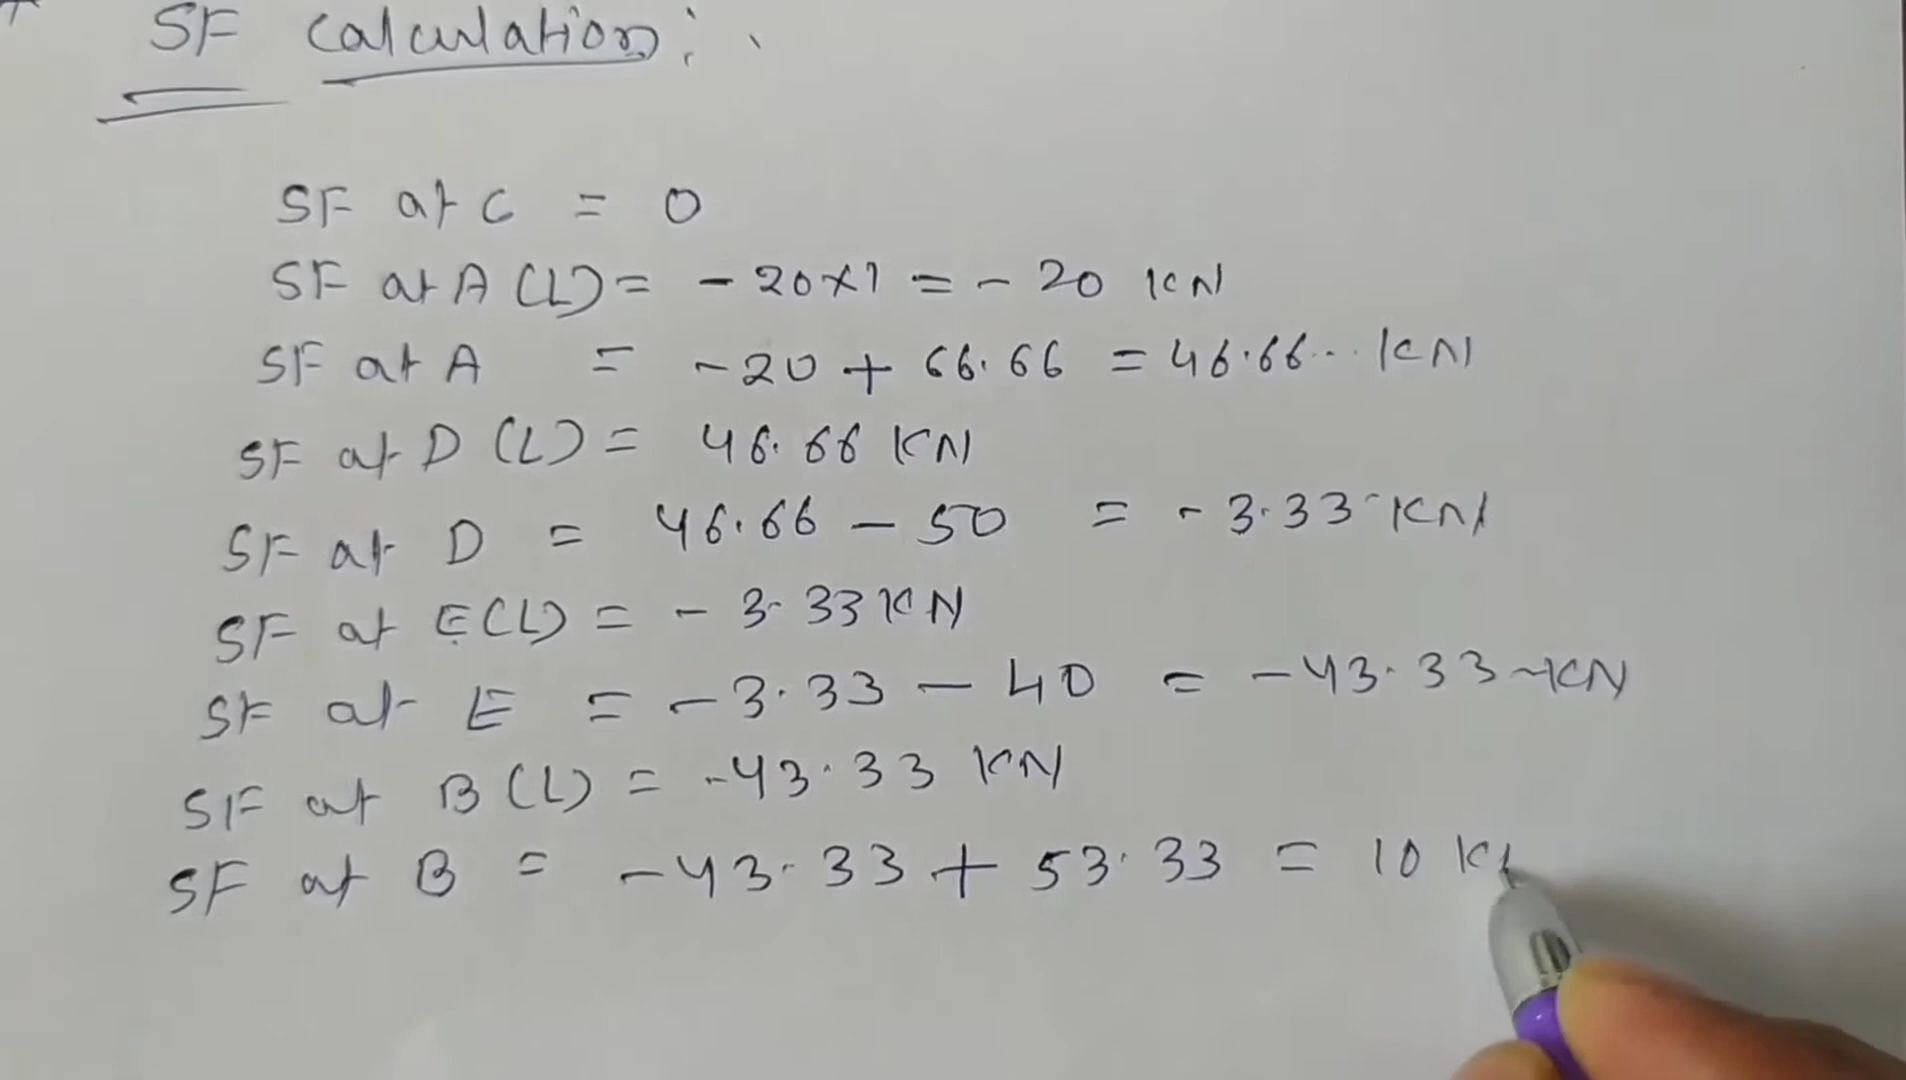 SF calculation:
SF at C = 0
SF at A (L) = - 20x1 = - 20 KN
SF at A = - 20 + 66.66 = 46.66.. KN
SF at D (L) = 46.66 KN
SF at D = 46.66 - 50 = - 3.33 KN
SF at E (L) = - 3.33 KN
SF at E = - 3.33 - 40 = - 43.33 KN
SF at B (L) = - 43.33 KN
SF at B = - 43.33 + 53.33 = 10 K